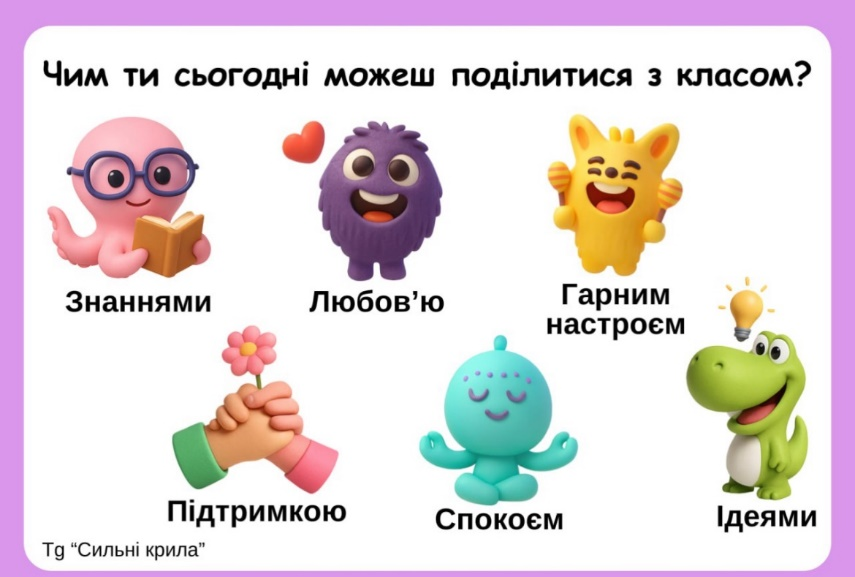 Чим ти сьогодні можеш поділитися з класом?
Знаннями
Любов’ю
Гарним
настроєм
Підтримкою
Спокоєм
Ідеями
Tg “Сильні крила”